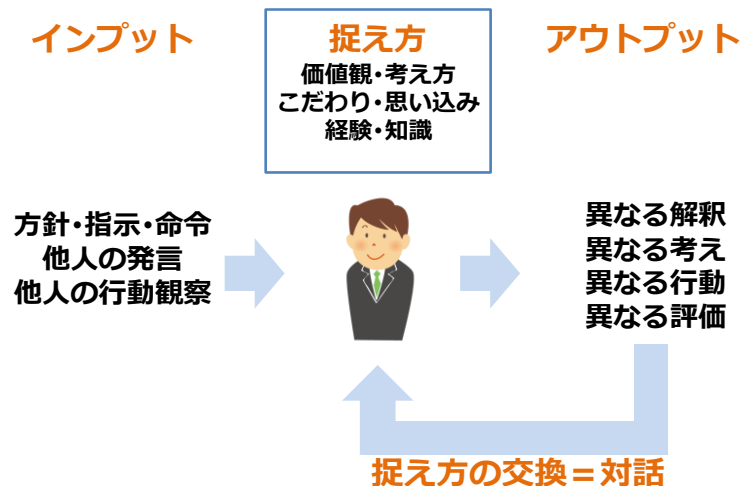 インプット
捉え方
価値観・考え方
こだわり・思い込み
経験・知識
アウトプット
方針・指示・命令
他人の発言
他人の行動観察
異なる解釈
異なる考え
異なる行動
異なる評価
捉え方の交換＝対話